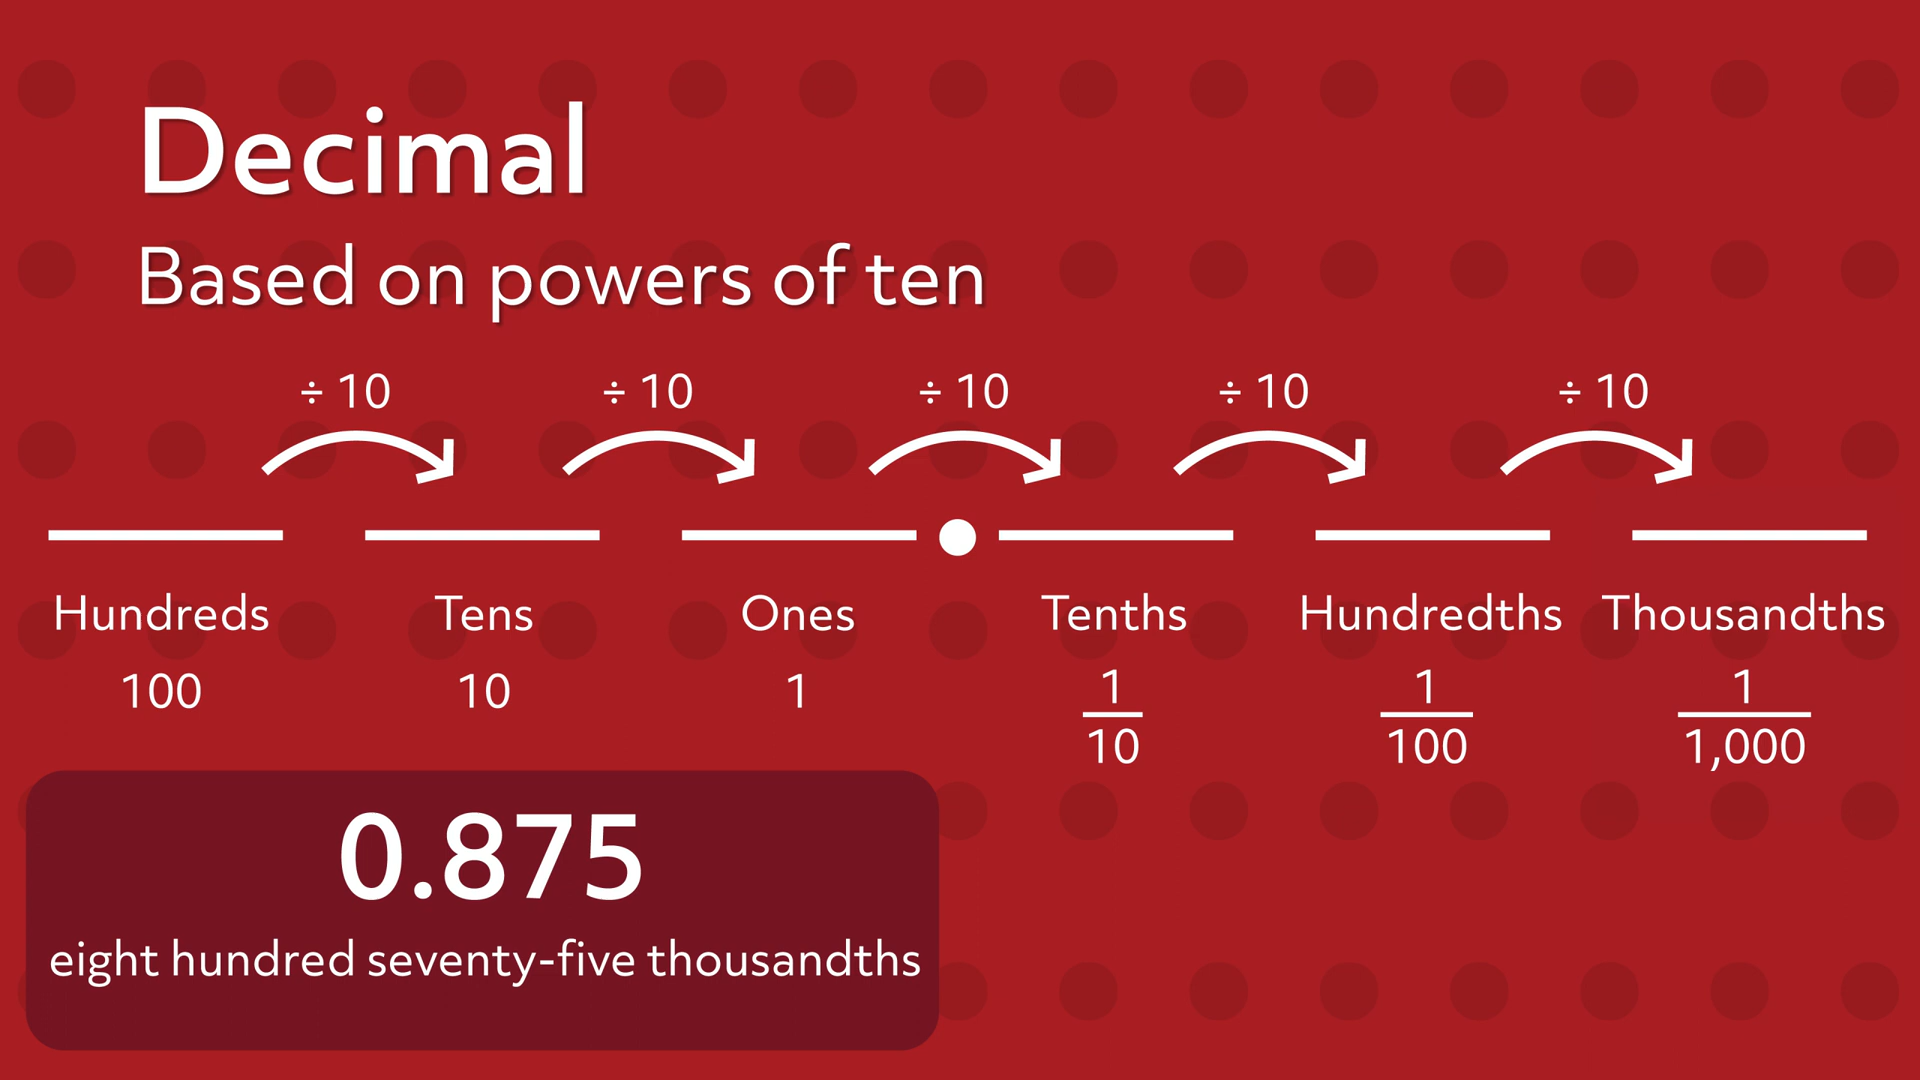 Decimal
Based on powers of ten
÷ 10 ÷ 10 ÷ 10 ÷ 10 ÷ 10
Hundreds Tens Ones Tenths Hundredths Thousandths
100 10 1 1/10 1/100 1/1,000
0.875
eight hundred seventy-five thousandths